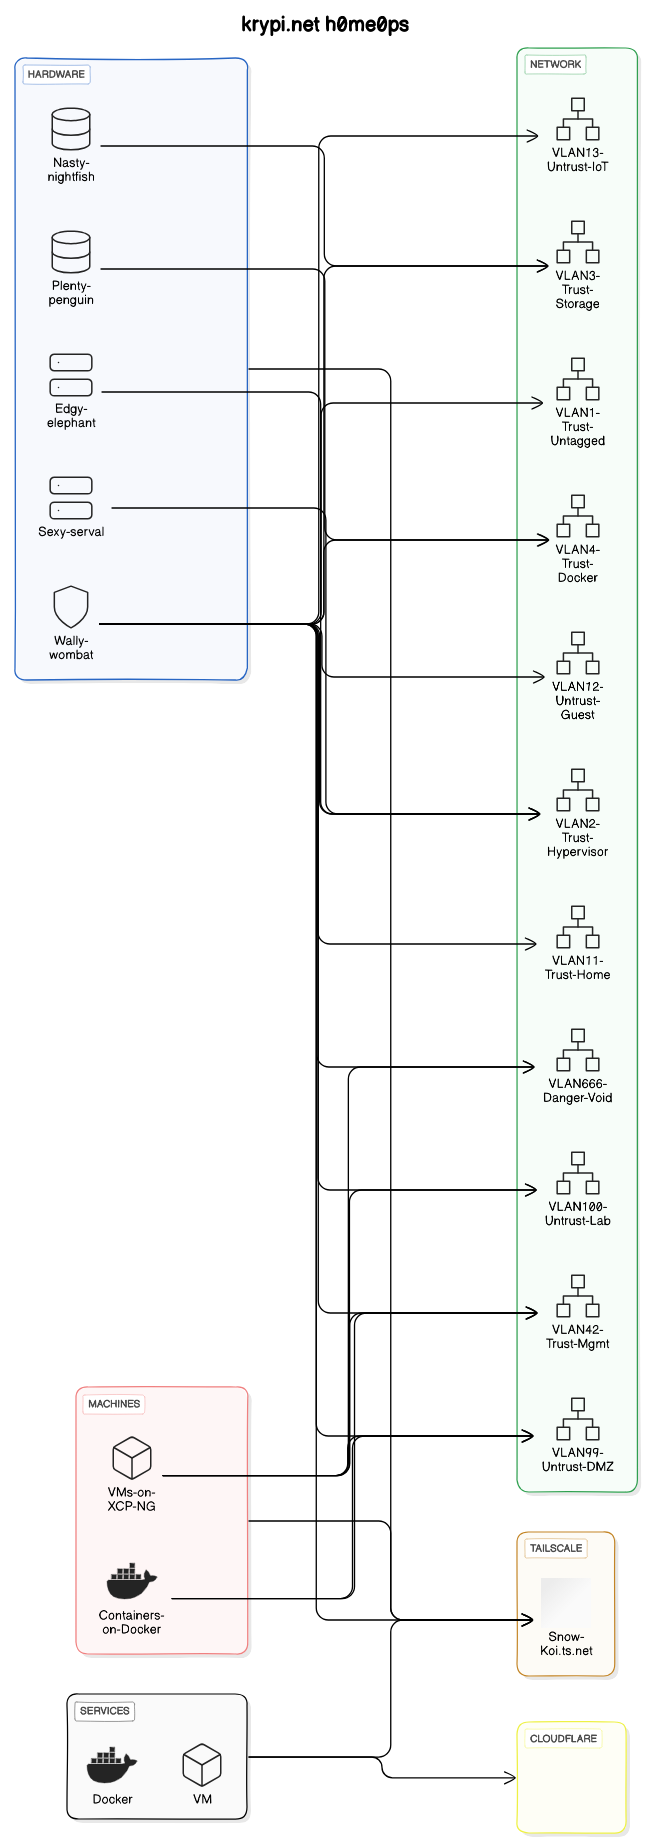 krypi.net h0me0ps
HARDWARE
Nasty-
nightfish
Plenty-
penguin
Edgy-
elephant
Sexy-serval
Wally-
wombat
NETWORK
VLAN13-
Untrust-IoT
VLAN3-
Trust-
Storage
VLAN1-
Trust-
Untagged
VLAN4-
Trust-
Docker
VLAN12-
Untrust-
Guest
VLAN2-
Trust-
Hypervisor
VLAN11-
Trust-Home
VLAN666-
Danger-Void
VLAN100-
Untrust-Lab
VLAN42-
Trust-Mgmt
VLAN99-
Untrust-DMZ
MACHINES
VMs-on-
XCP-NG
Containers-
on-Docker
TAILSCALE
Snow-
Koi.ts.net
SERVICES
Docker
VM
CLOUDFLARE